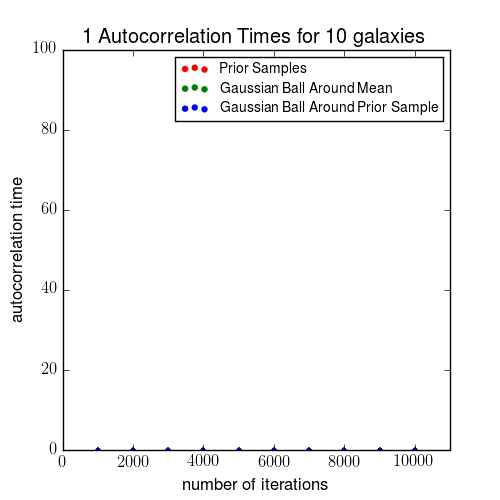 1 Autocorrelation Times for 10 galaxies
Prior Samples
Gaussian Ball Around Mean
Gaussian Ball Around Prior Sample
100
80
60
40
20
0
autocorrelation time
0 2000 4000 6000 8000 10000
number of iterations